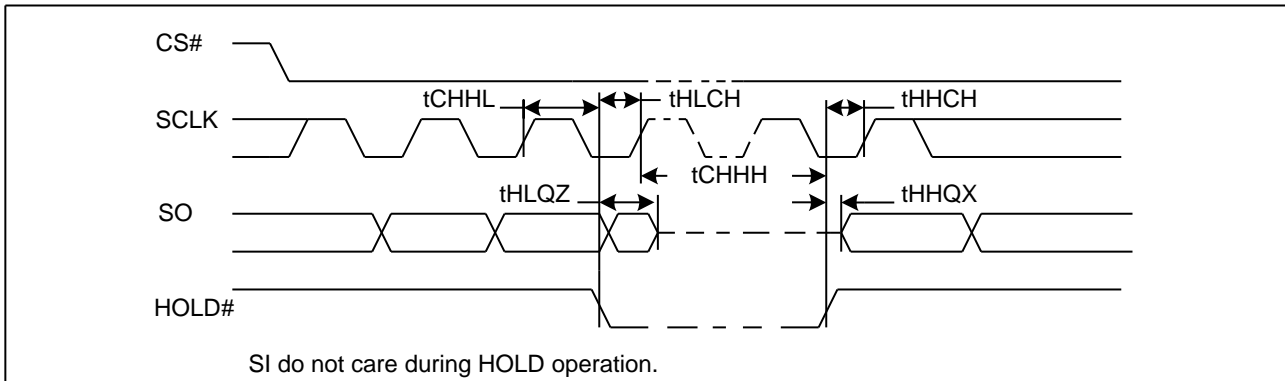 CS#
tCHHL
tHLCH
tHHCH
SCLK
tCHHH
tHLQZ
tHHQX
SO
HOLD#
SI do not care during HOLD operation.